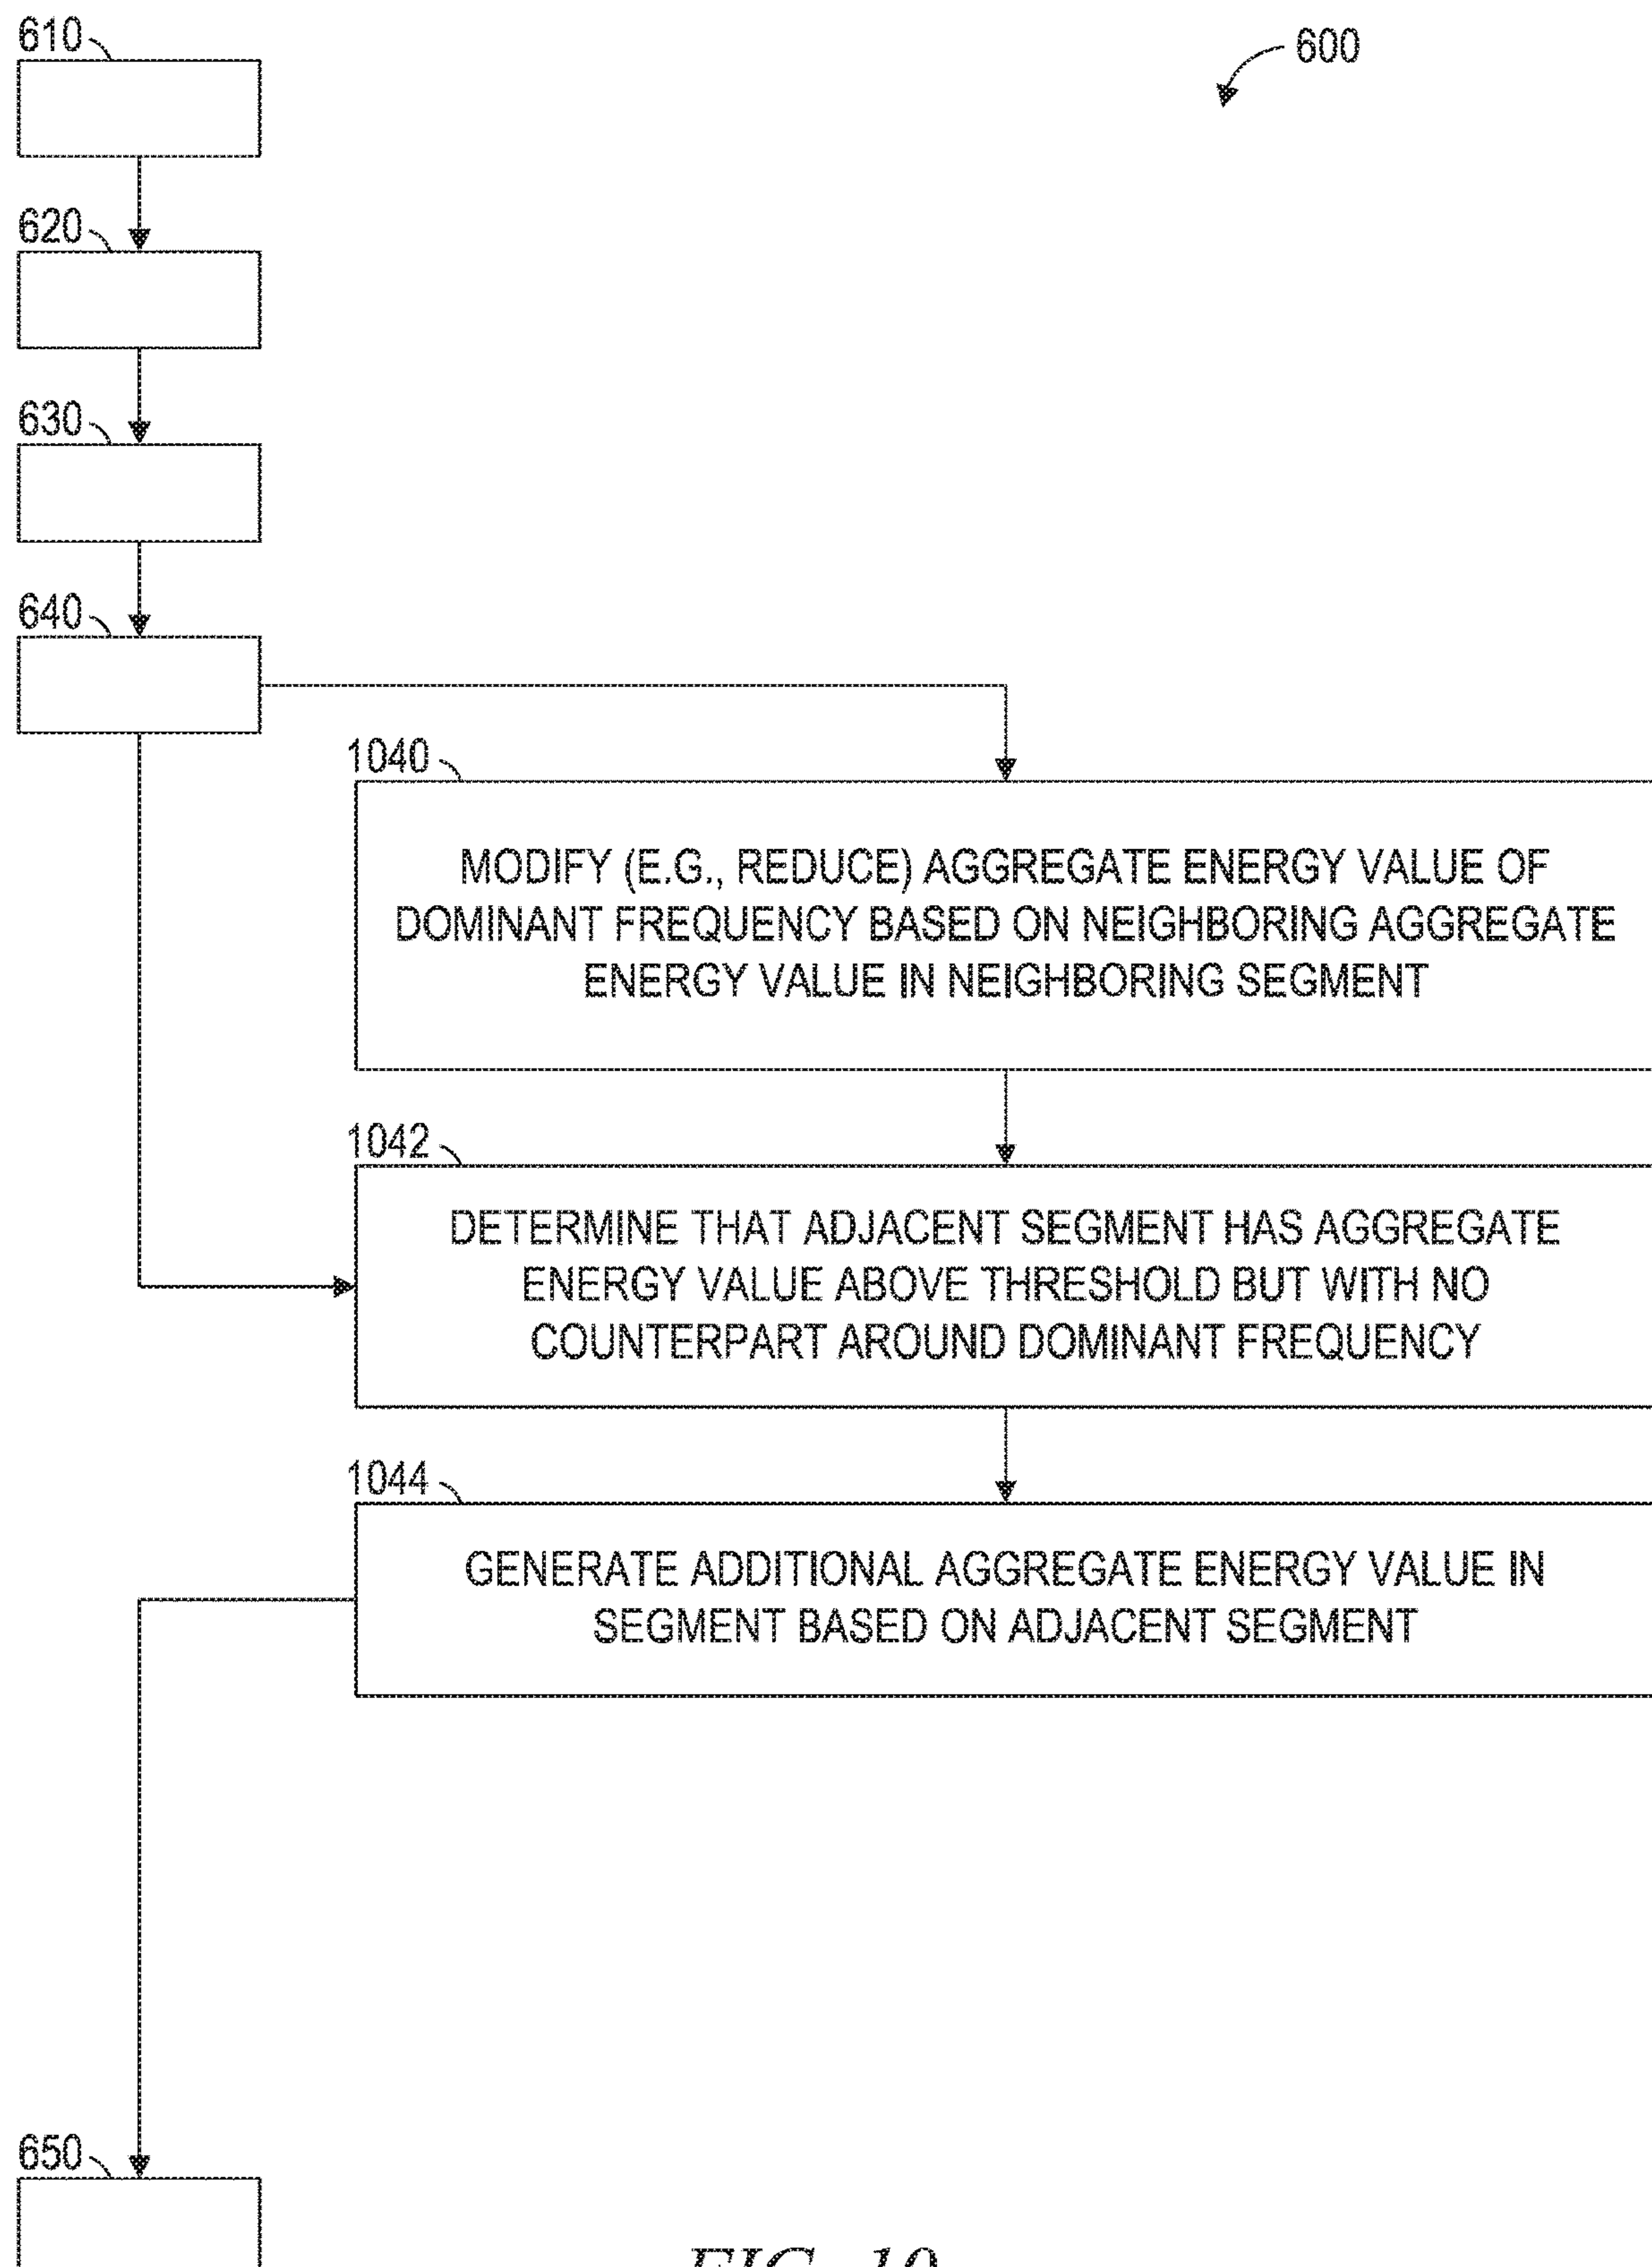 610
600
620
630
640
1040
MODIFY (E.G., REDUCE) AGGREGATE ENERGY VALUE OF
DOMINANT FREQUENCY BASED ON NEIGHBORING AGGREGATE
ENERGY VALUE IN NEIGHBORING SEGMENT
1042
DETERMINE THAT ADJACENT SEGMENT HAS AGGREGATE
ENERGY VALUE ABOVE THRESHOLD BUT WITH NO
COUNTERPART AROUND DOMINANT FREQUENCY
1044
GENERATE ADDITIONAL AGGREGATE ENERGY VALUE IN
SEGMENT BASED ON ADJACENT SEGMENT
650
FIG. 10